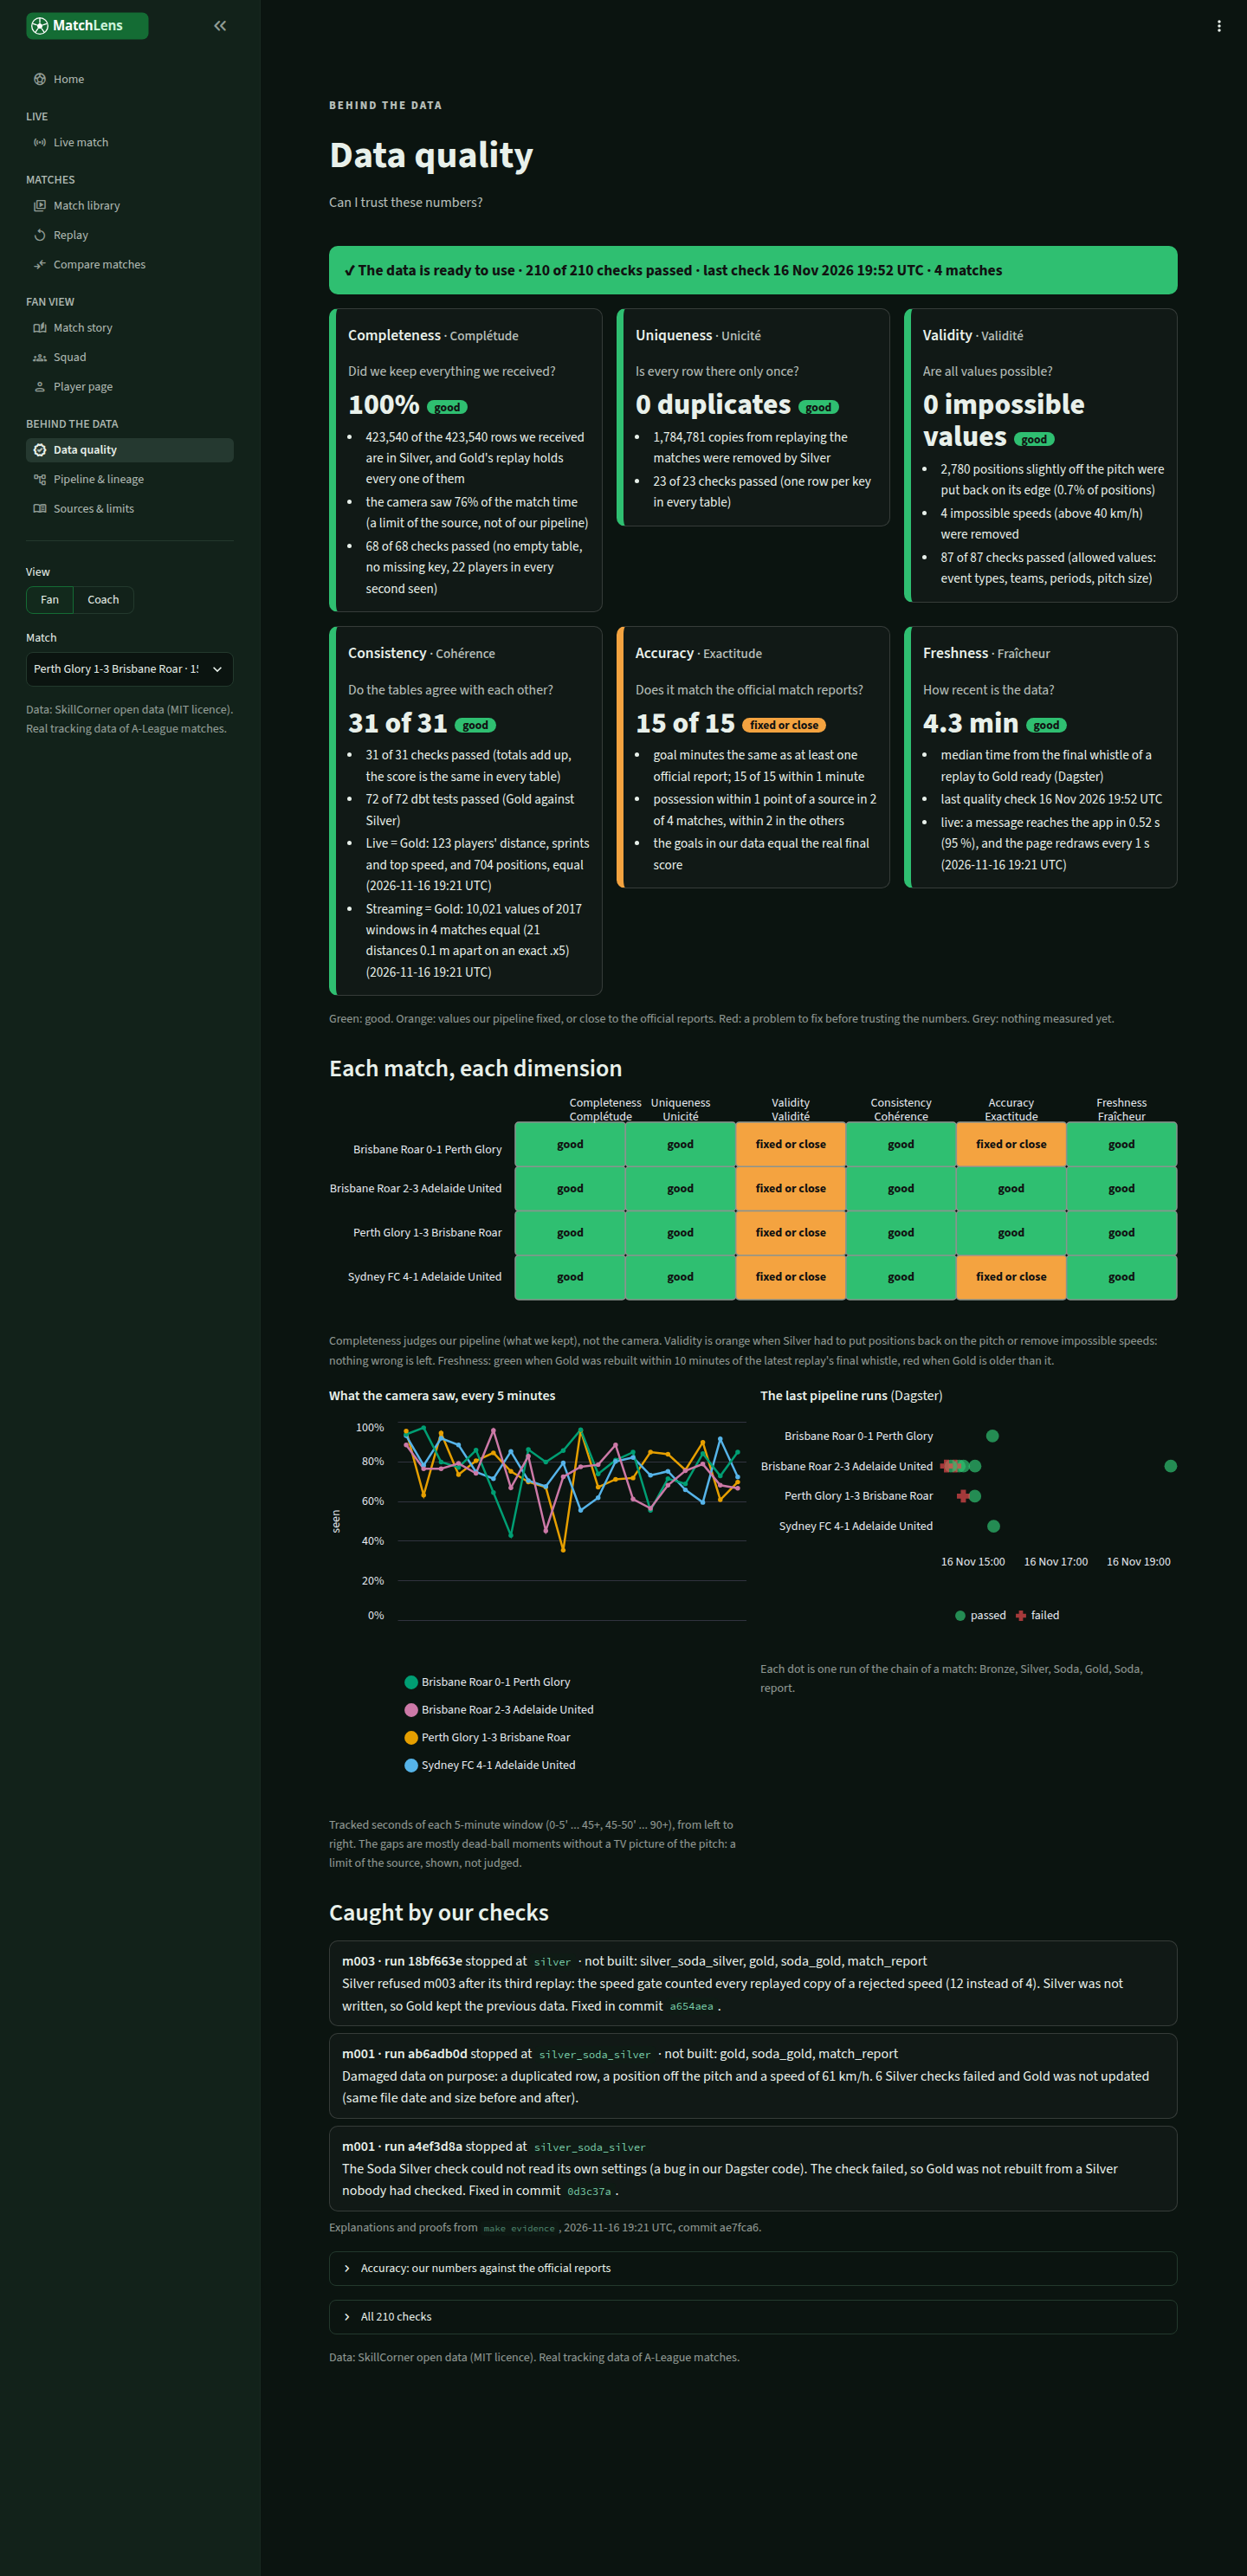 MatchLens
Home
LIVE
Live match
MATCHES
Match library
Replay
Compare matches
FAN VIEW
Match story
Squad
Player page
BEHIND THE DATA
Data quality
Pipeline & lineage
Sources & limits
View
Fan
Coach
Match
Perth Glory 1-3 Brisbane Roar ·
Data: SkillCorner open data (MIT licence).
Real tracking data of A-League matches.
BEHIND THE DATA
Data quality
Can I trust these numbers?
✓ The data is ready to use · 210 of 210 checks passed · last check 16 Nov 2026 19:52 UTC · 4 matches
Completeness · Complétude
Did we keep everything we received?
100% good
423,540 of the 423,540 rows we received
are in Silver, and Gold's replay holds
every one of them
the camera saw 76% of the match time
(a limit of the source, not of our pipeline)
68 of 68 checks passed (no empty table,
no missing key, 22 players in every
second seen)
Uniqueness · Unicité
Is every row there only once?
0 duplicates good
1,784,781 copies from replaying the
matches were removed by Silver
23 of 23 checks passed (one row per key
in every table)
Validity · Validité
Are all values possible?
0 impossible
values good
2,780 positions slightly off the pitch were
put back on its edge (0.7% of positions)
4 impossible speeds (above 40 km/h)
were removed
87 of 87 checks passed (allowed values:
event types, teams, periods, pitch size)
Consistency · Cohérence
Do the tables agree with each other?
31 of 31 good
31 of 31 checks passed (totals add up,
the score is the same in every table)
72 of 72 dbt tests passed (Gold against
Silver)
Live = Gold: 123 players' distance, sprints
and top speed, and 704 positions, equal
(2026-11-16 19:21 UTC)
Streaming = Gold: 10,021 values of 2017
windows in 4 matches equal (21
distances 0.1 m apart on an exact .x5)
(2026-11-16 19:21 UTC)
Accuracy · Exactitude
Does it match the official match reports?
15 of 15 fixed or close
goal minutes the same as at least one
official report; 15 of 15 within 1 minute
possession within 1 point of a source in 2
of 4 matches, within 2 in the others
the goals in our data equal the real final
score
Freshness · Fraîcheur
How recent is the data?
4.3 min good
median time from the final whistle of a
replay to Gold ready (Dagster)
last quality check 16 Nov 2026 19:52 UTC
live: a message reaches the app in 0.52 s
(95 %), and the page redraws every 1 s
(2026-11-16 19:21 UTC)
Green: good. Orange: values our pipeline fixed, or close to the official reports. Red: a problem to fix before trusting the numbers. Grey: nothing measured yet.
Each match, each dimension
Completeness Uniqueness Validity Consistency Accuracy Freshness
Complétude Unicité Validité Cohérence Exactitude Fraîcheur
Brisbane Roar 0-1 Perth Glory good good fixed or close good fixed or close good
Brisbane Roar 2-3 Adelaide United good good fixed or close good good good
Perth Glory 1-3 Brisbane Roar good good fixed or close good good good
Sydney FC 4-1 Adelaide United good good fixed or close good fixed or close good
Completeness judges our pipeline (what we kept), not the camera. Validity is orange when Silver had to put positions back on the pitch or remove impossible speeds:
nothing wrong is left. Freshness: green when Gold was rebuilt within 10 minutes of the latest replay's final whistle, red when Gold is older than it.
What the camera saw, every 5 minutes
100%
80%
60%
40%
20%
0%
seen
Brisbane Roar 0-1 Perth Glory
Brisbane Roar 2-3 Adelaide United
Perth Glory 1-3 Brisbane Roar
Sydney FC 4-1 Adelaide United
Tracked seconds of each 5-minute window (0-5' ... 45+, 45-50' ... 90+), from left to
right. The gaps are mostly dead-ball moments without a TV picture of the pitch: a
limit of the source, shown, not judged.
The last pipeline runs (Dagster)
Brisbane Roar 0-1 Perth Glory
Brisbane Roar 2-3 Adelaide United
Perth Glory 1-3 Brisbane Roar
Sydney FC 4-1 Adelaide United
16 Nov 15:00 16 Nov 17:00 16 Nov 19:00
passed failed
Each dot is one run of the chain of a match: Bronze, Silver, Soda, Gold, Soda,
report.
Caught by our checks
m003 · run 18bf663e stopped at silver · not built: silver_soda_silver, gold, soda_gold, match_report
Silver refused m003 after its third replay: the speed gate counted every replayed copy of a rejected speed (12 instead of 4). Silver was not
written, so Gold kept the previous data. Fixed in commit a654aea .
m001 · run ab6adb0d stopped at silver_soda_silver · not built: gold, soda_gold, match_report
Damaged data on purpose: a duplicated row, a position off the pitch and a speed of 61 km/h. 6 Silver checks failed and Gold was not updated
(same file date and size before and after).
m001 · run a4ef3d8a stopped at silver_soda_silver
The Soda Silver check could not read its own settings (a bug in our Dagster code). The check failed, so Gold was not rebuilt from a Silver
nobody had checked. Fixed in commit 0d3c37a .
Explanations and proofs from make evidence , 2026-11-16 19:21 UTC, commit ae7fca6.
Accuracy: our numbers against the official reports
All 210 checks
Data: SkillCorner open data (MIT licence). Real tracking data of A-League matches.